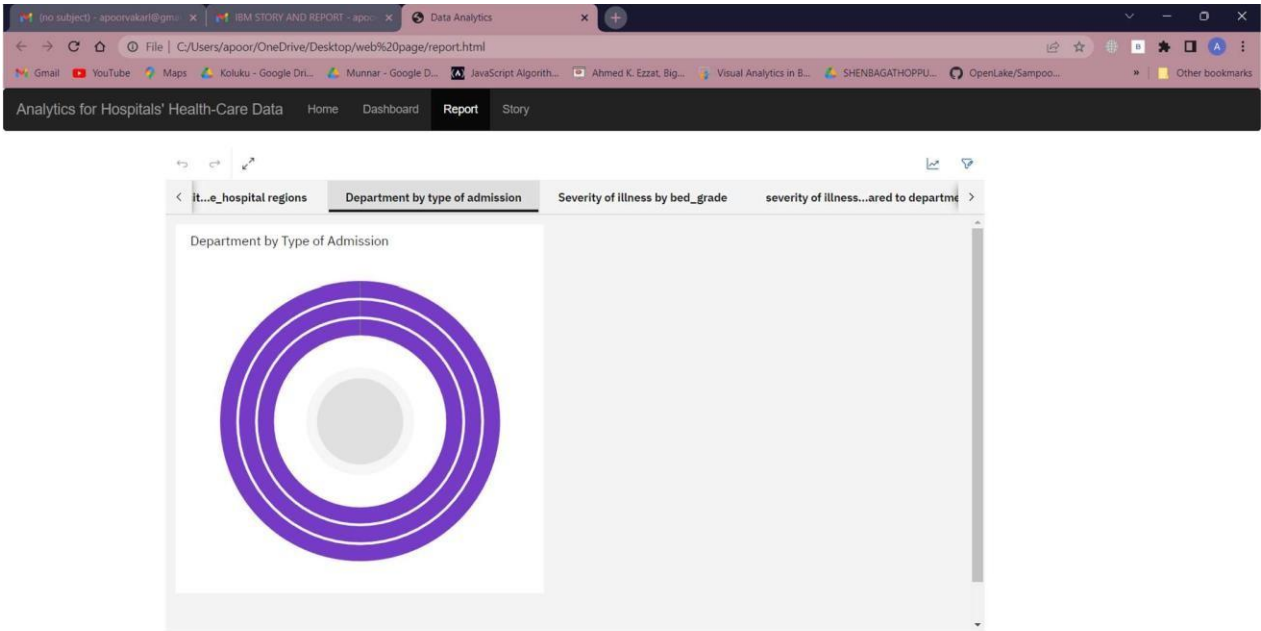 (no subject) - apoorvakarl@gma
IBM STORY AND REPORT - apoo
Data Analytics
File | C:/Users/apoor/OneDrive/Desktop/web%20page/report.html
Gmail YouTube Maps Koluku - Google Dri... Munnar - Google D... JavaScript Algorith... Ahmed K. Ezzat, Big... Visual Analytics in B... SHENBAGATHOPPU... OpenLake/Sampoo... » Other bookmarks
Analytics for Hospitals' Health-Care Data Home Dashboard Report Story
it...e_hospital regions Department by type of admission Severity of illness by bed_grade severity of illness...ared to departme
Department by Type of Admission